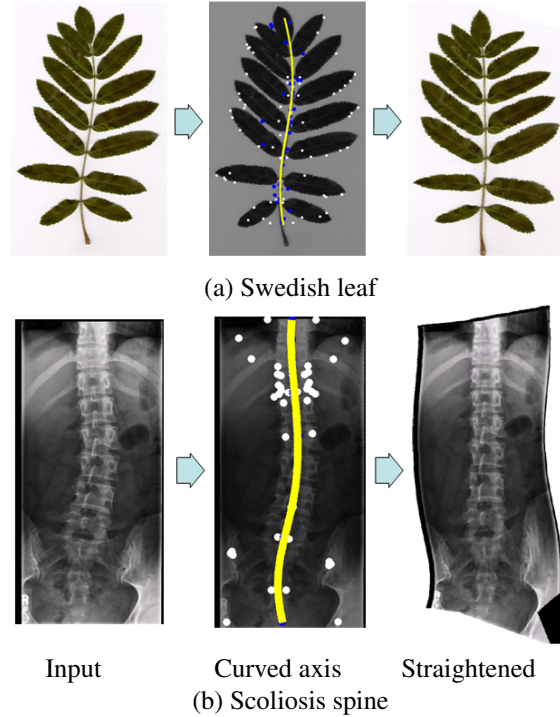 (a) Swedish leaf
Input Curved axis Straightened
(b) Scoliosis spine